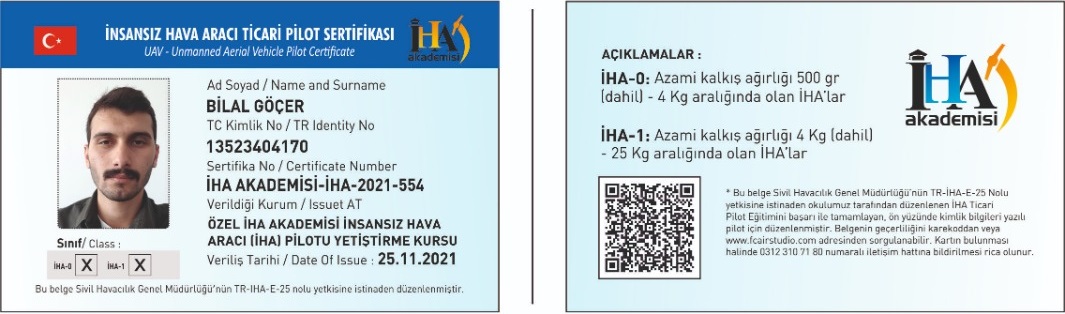 İNSANSIZ HAVA ARACI TİCARİ PİLOT SERTİFİKASI
UAV - Unmanned Aerial Vehicle Pilot Certificate
İHA
akademisi
Ad Soyad / Name and Surname
BİLAL GÖÇER
TC Kimlik No / TR Identity No
13523404170
Sertifika No / Certificate Number
İHA AKADEMİSİ-İHA-2021-554
Verildiği Kurum / Issuet AT
ÖZEL İHA AKADEMİSİ İNSANSIZ HAVA
ARACI (İHA) PİLOTU YETİŞTİRME KURSU
Veriliş Tarihi / Date Of Issue : 25.11.2021
Sınıf/ Class :
İHA-0 X İHA-1 X
Bu belge Sivil Havacılık Genel Müdürlüğü'nün TR-IHA-E-25 nolu yetkisine istinaden düzenlenmiştir.
AÇIKLAMALAR :
İHA-0: Azami kalkış ağırlığı 500 gr
(dahil) - 4 Kg aralığında olan İHA'lar
İHA-1: Azami kalkış ağırlığı 4 Kg (dahil)
- 25 Kg aralığında olan İHA'lar
İHA
akademisi
* Bu belge Sivil Havacılık Genel Müdürlüğü'nün TR-İHA-E-25 Nolu
yetkisine istinaden okulumuz tarafından düzenlenen İHA Ticari
Pilot Eğitimini başarı ile tamamlayan, ön yüzünde kimlik bilgileri yazılı
pilot için düzenlenmiştir. Belgenin geçerliliğini karekoddan veya
www.fcairstudio.com adresinden sorgulanabilir. Kartın bulunması
halinde 0312 310 71 80 numaralı iletişim hattına bildirilmesi rica olunur.